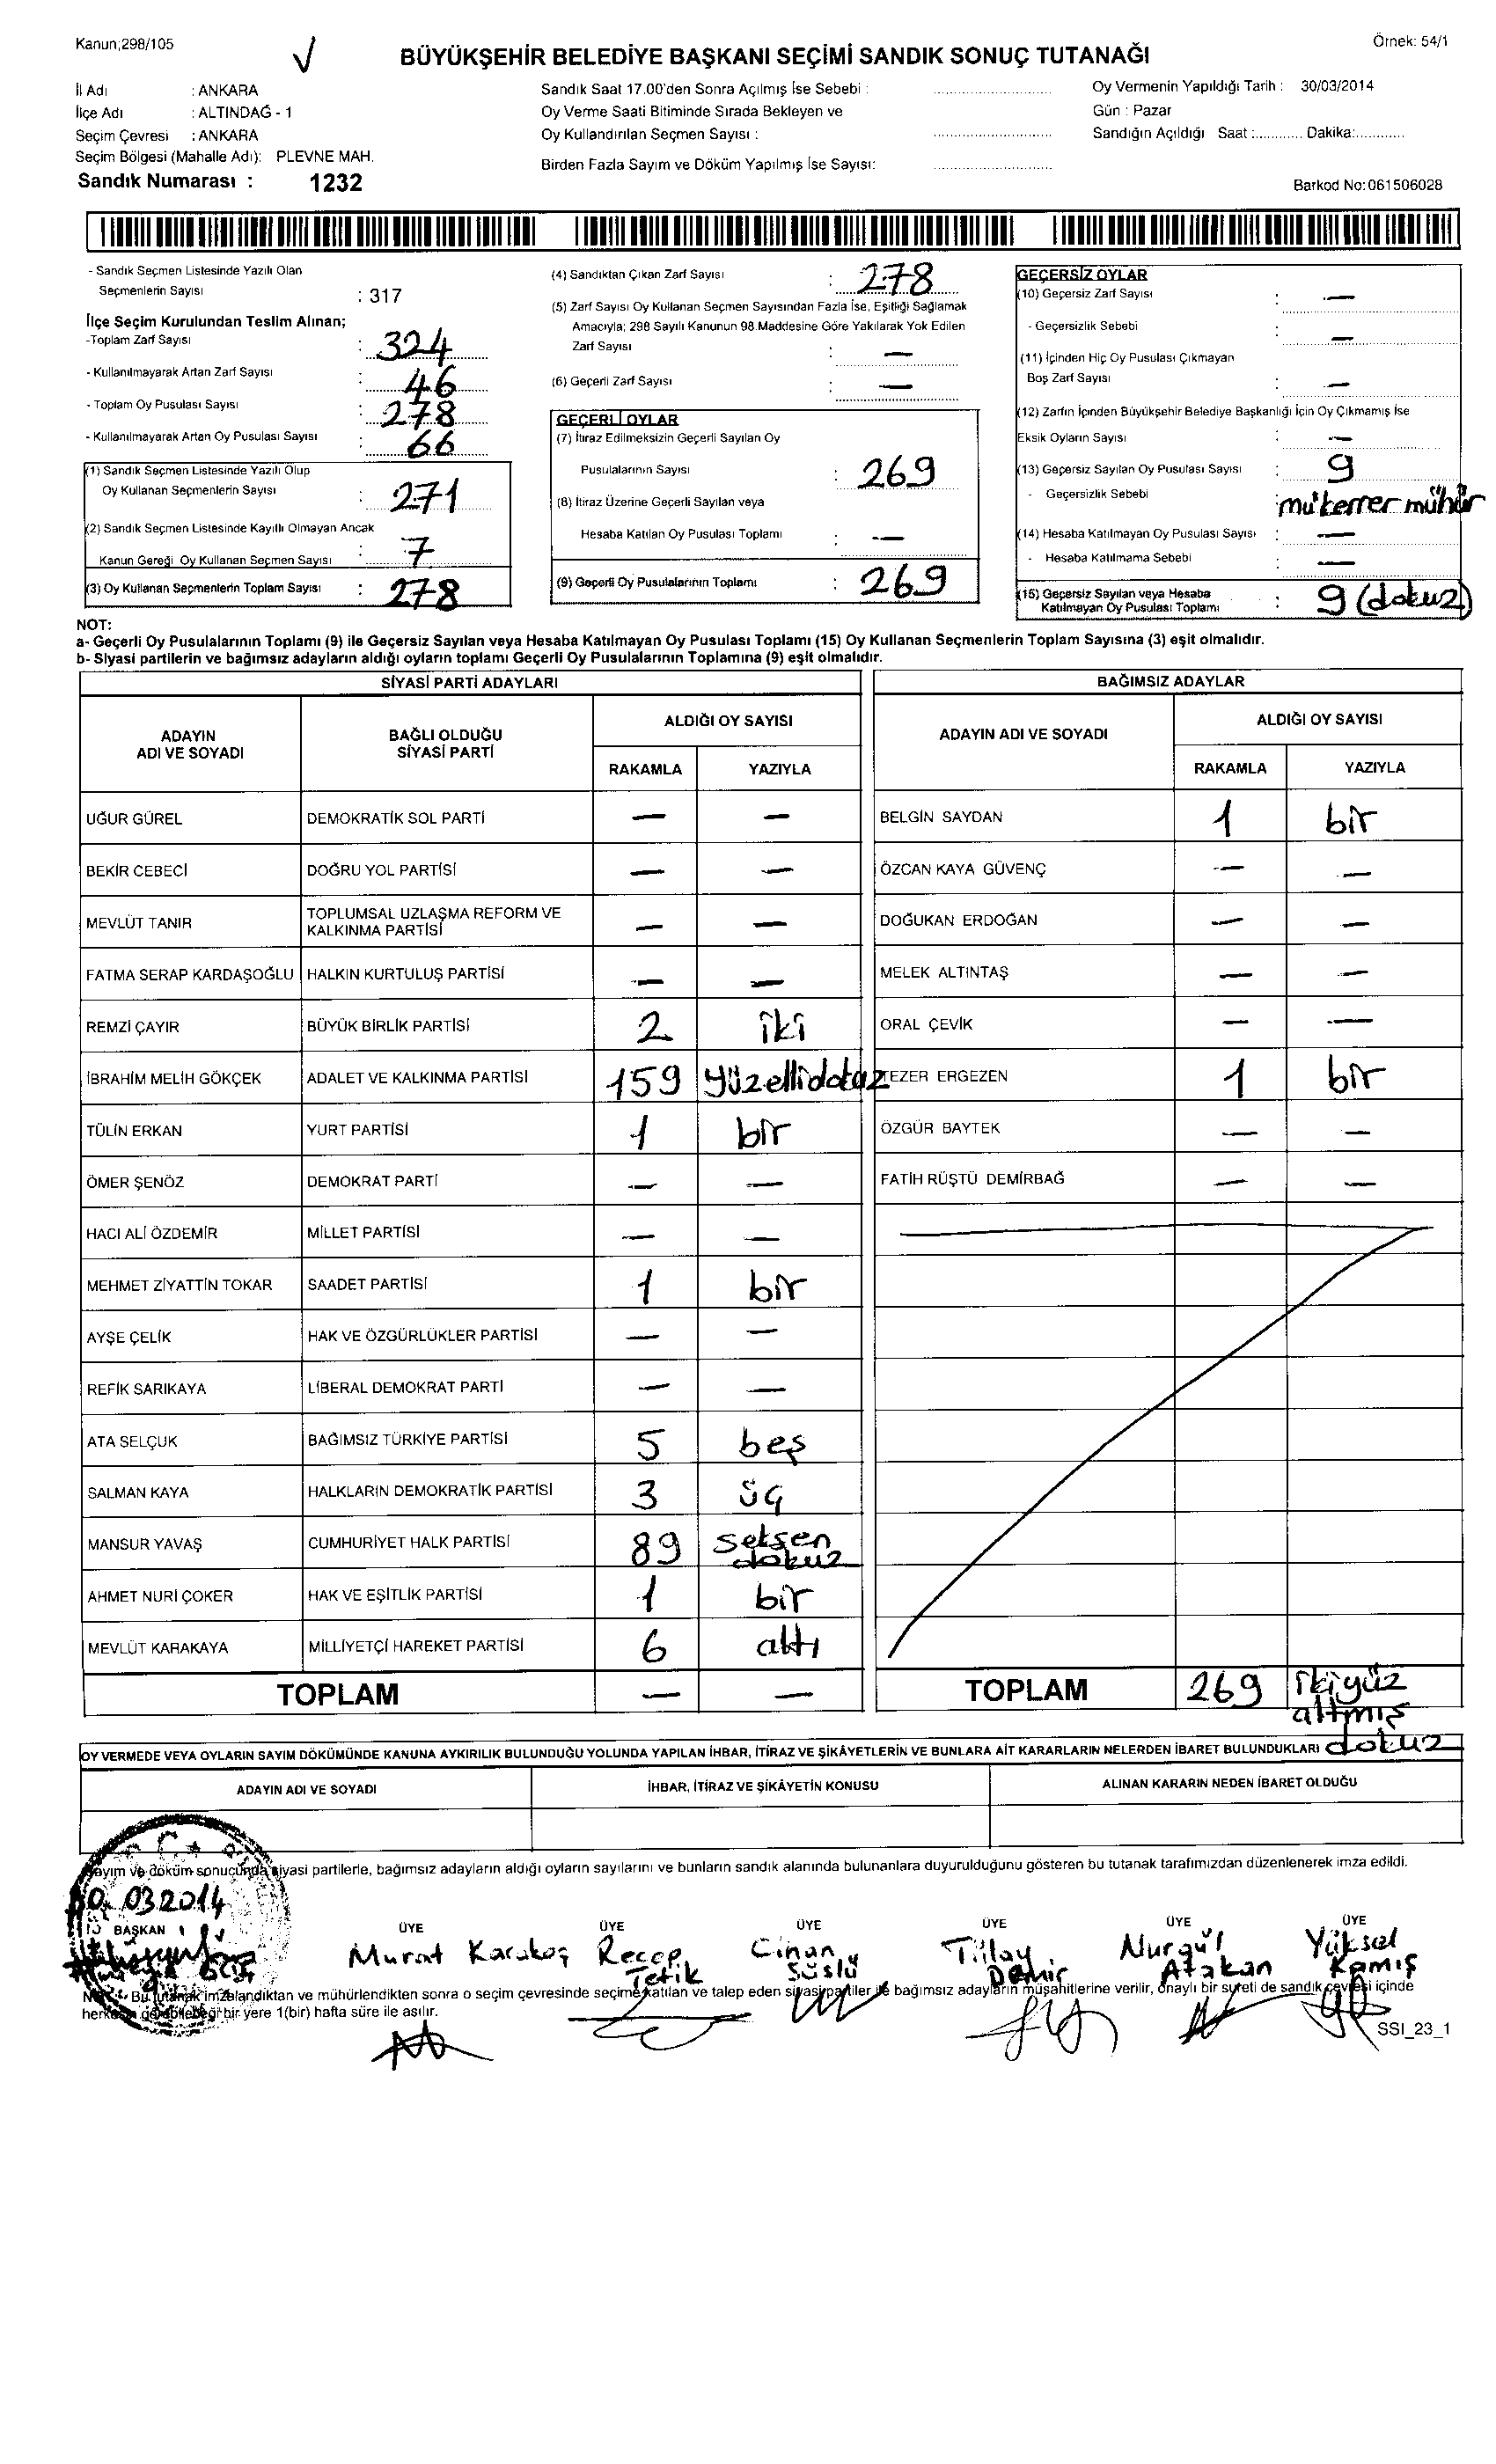 Kanun;298/105
√
BÜYÜKŞEHİR BELEDİYE BAŞKANI SEÇİMİ SANDIK SONUÇ TUTANAĞI
Örnek: 54/1
İl Adı : ANKARA
İlçe Adı : ALTINDAĞ - 1
Seçim Çevresi : ANKARA
Seçim Bölgesi (Mahalle Adı): PLEVNE MAH.
Sandık Numarası : 1232
Sandık Saat 17.00'den Sonra Açılmış İse Sebebi :
Oy Verme Saati Bitiminde Sırada Bekleyen ve
Oy Kullandırılan Seçmen Sayısı :
Birden Fazla Sayım ve Döküm Yapılmış İse Sayısı:
Oy Vermenin Yapıldığı Tarih : 30/03/2014
Gün : Pazar
Sandığın Açıldığı Saat :............ Dakika:............
Barkod No:061506028
- Sandık Seçmen Listesinde Yazılı Olan
Seçmenlerin Sayısı : 317
İlçe Seçim Kurulundan Teslim Alınan;
-Toplam Zarf Sayısı : 324
- Kullanılmayarak Artan Zarf Sayısı : 46
- Toplam Oy Pusulası Sayısı : 278
- Kullanılmayarak Artan Oy Pusulası Sayısı : 66
(1) Sandık Seçmen Listesinde Yazılı Olup
Oy Kullanan Seçmenlerin Sayısı : 271
(2) Sandık Seçmen Listesinde Kayıllı Olmayan Ancak
Kanun Gereği Oy Kullanan Seçmen Sayısı : 7
(3) Oy Kullanan Seçmenlerin Toplam Sayısı : 278
(4) Sandıktan Çıkan Zarf Sayısı : 278
(5) Zarf Sayısı Oy Kullanan Seçmen Sayısından Fazla İse, Eşitliği Sağlamak
Amacıyla; 298 Sayılı Kanunun 98.Maddesine Göre Yakılarak Yok Edilen
Zarf Sayısı : —
(6) Geçerli Zarf Sayısı : —
GEÇERLİ OYLAR
(7) İtiraz Edilmeksizin Geçerli Sayılan Oy
Pusulalarının Sayısı : 269
(8) İtiraz Üzerine Geçerli Sayılan veya
Hesaba Katılan Oy Pusulası Toplamı : —
(9) Geçerli Oy Pusulalarının Toplamı : 269
GEÇERSİZ OYLAR
(10) Geçersiz Zarf Sayısı : —
- Geçersizlik Sebebi : —
(11) İçinden Hiç Oy Pusulası Çıkmayan
Boş Zarf Sayısı : —
(12) Zarfın İçinden Büyükşehir Belediye Başkanlığı İçin Oy Çıkmamış İse
Eksik Oyların Sayısı : —
(13) Geçersiz Sayılan Oy Pusulası Sayısı : 9
- Geçersizlik Sebebi : mükerrer mühür
(14) Hesaba Katılmayan Oy Pusulası Sayısı : —
- Hesaba Katılmama Sebebi : —
(15) Geçersiz Sayılan veya Hesaba
Katılmayan Oy Pusulası Toplamı : 9 (dokuz)
NOT:
a- Geçerli Oy Pusulalarının Toplamı (9) ile Geçersiz Sayılan veya Hesaba Katılmayan Oy Pusulası Toplamı (15) Oy Kullanan Seçmenlerin Toplam Sayısına (3) eşit olmalıdır.
b- Siyasi partilerin ve bağımsız adayların aldığı oyların toplamı Geçerli Oy Pusulalarının Toplamına (9) eşit olmalıdır.
SİYASİ PARTİ ADAYLARI
ADAYIN ADI VE SOYADI BAĞLI OLDUĞU SİYASİ PARTİ ALDIĞI OY SAYISI
RAKAMLA YAZIYLA
UĞUR GÜREL DEMOKRATİK SOL PARTİ — —
BEKİR CEBECİ DOĞRU YOL PARTİSİ — —
MEVLÜT TANIR TOPLUMSAL UZLAŞMA REFORM VE KALKINMA PARTİSİ — —
FATMA SERAP KARDAŞOĞLU HALKIN KURTULUŞ PARTİSİ — —
REMZİ ÇAYIR BÜYÜK BİRLİK PARTİSİ 2 iki
İBRAHİM MELİH GÖKÇEK ADALET VE KALKINMA PARTİSİ 159 yüzellidokuz
TÜLİN ERKAN YURT PARTİSİ 1 bir
ÖMER ŞENÖZ DEMOKRAT PARTİ — —
HACI ALİ ÖZDEMİR MİLLET PARTİSİ — —
MEHMET ZİYATTİN TOKAR SAADET PARTİSİ 1 bir
AYŞE ÇELİK HAK VE ÖZGÜRLÜKLER PARTİSİ — —
REFİK SARIKAYA LİBERAL DEMOKRAT PARTİ — —
ATA SELÇUK BAĞIMSIZ TÜRKİYE PARTİSİ 5 beş
SALMAN KAYA HALKLARIN DEMOKRATİK PARTİSİ 3 üç
MANSUR YAVAŞ CUMHURİYET HALK PARTİSİ 89 seksen dokuz
AHMET NURİ ÇOKER HAK VE EŞİTLİK PARTİSİ 1 bir
MEVLÜT KARAKAYA MİLLİYETÇİ HAREKET PARTİSİ 6 altı
TOPLAM — —
BAĞIMSIZ ADAYLAR
ADAYIN ADI VE SOYADI ALDIĞI OY SAYISI
RAKAMLA YAZIYLA
BELGİN SAYDAN 1 bir
ÖZCAN KAYA GÜVENÇ — —
DOĞUKAN ERDOĞAN — —
MELEK ALTINTAŞ — —
ORAL ÇEVİK — —
TEZER ERGEZEN 1 bir
ÖZGÜR BAYTEK — —
FATİH RÜŞTÜ DEMİRBAĞ — —
TOPLAM 269 ikiyüz altmış dokuz
OY VERMEDE VEYA OYLARIN SAYIM DÖKÜMÜNDE KANUNA AYKIRILIK BULUNDUĞU YOLUNDA YAPILAN İHBAR, İTİRAZ VE ŞİKÂYETLERİN VE BUNLARA AİT KARARLARIN NELERDEN İBARET BULUNDUKLARI
ADAYIN ADI VE SOYADI İHBAR, İTİRAZ VE ŞİKÂYETİN KONUSU ALINAN KARARIN NEDEN İBARET OLDUĞU
Sayım ve döküm sonucunda siyasi partilerle, bağımsız adayların aldığı oyların sayılarını ve bunların sandık alanında bulunanlara duyurulduğunu gösteren bu tutanak tarafımızdan düzenlenerek imza edildi.
03.2014
BAŞKAN ÜYE ÜYE ÜYE ÜYE ÜYE ÜYE
Murat Karakoş Recep Tetik Cihan Süslü Tülay Demir Nurgül Atakan Yüksel Kamış
Bu tutanak imzalandıktan ve mühürlendikten sonra o seçim çevresinde seçime katılan ve talep eden siyasi partiler ile bağımsız adayların müşahitlerine verilir, onaylı bir sureti de sandık çevresi içinde
herkesin görebileceği bir yere 1(bir) hafta süre ile asılır.
SSI_23_1